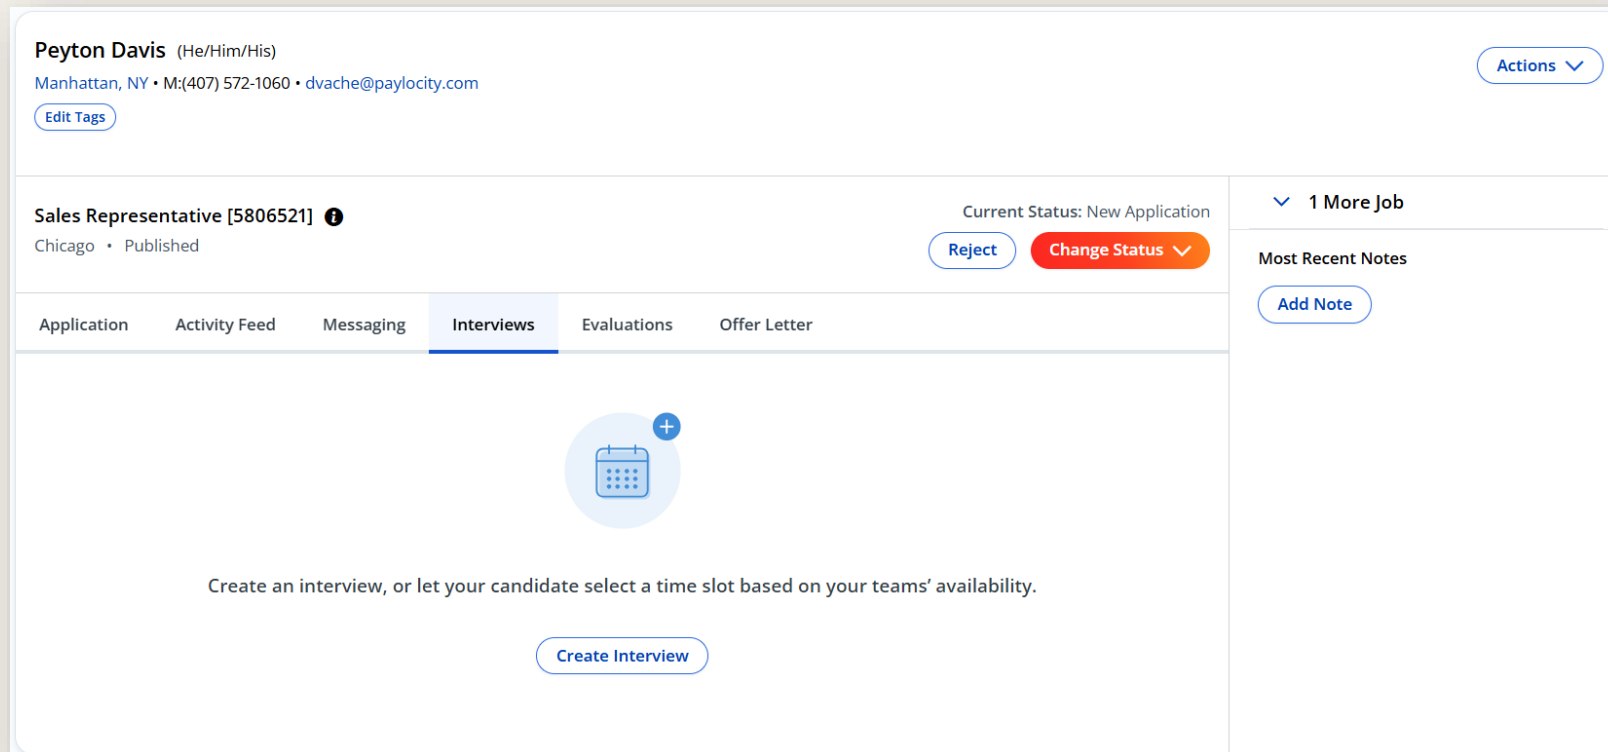 Peyton Davis (He/Him/His)
Manhattan, NY • M:(407) 572-1060 • dvache@paylocity.com
Edit Tags
Actions
Sales Representative [5806521]
Chicago • Published
Current Status: New Application
Reject
Change Status
Application
Activity Feed
Messaging
Interviews
Evaluations
Offer Letter
Create an interview, or let your candidate select a time slot based on your teams’ availability.
Create Interview
1 More Job
Most Recent Notes
Add Note